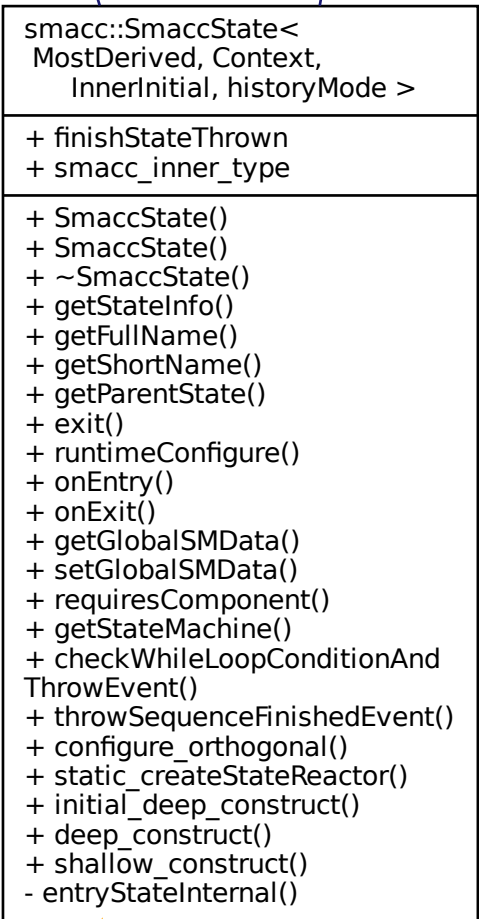 smacc::SmaccState<
MostDerived, Context,
InnerInitial, historyMode >
+ finishStateThrown
+ smacc_inner_type
+ SmaccState()
+ SmaccState()
+ ~SmaccState()
+ getStateInfo()
+ getFullName()
+ getShortName()
+ getParentState()
+ exit()
+ runtimeConfigure()
+ onEntry()
+ onExit()
+ getGlobalSMData()
+ setGlobalSMData()
+ requiresComponent()
+ getStateMachine()
+ checkWhileLoopConditionAnd
ThrowEvent()
+ throwSequenceFinishedEvent()
+ configure_orthogonal()
+ static_createStateReactor()
+ initial_deep_construct()
+ deep_construct()
+ shallow_construct()
- entryStateInternal()